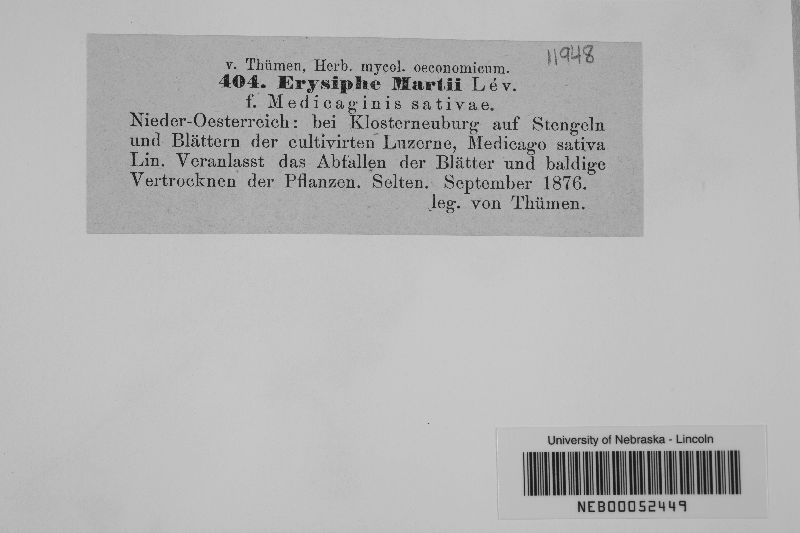 11948
v. Thümen, Herb. mycol. oeconomicum.
404. Erysiphe Martii Lév.
f. Medicaginis sativae.
Nieder-Oesterreich: bei Klosterneuburg auf Stengeln
und Blättern der cultivirten Luzerne, Medicago sativa
Lin. Veranlasst das Abfallen der Blätter und baldige
Vertrocknen der Pflanzen. Selten. September 1876.
leg. von Thümen.
University of Nebraska - Lincoln
NEB00052449